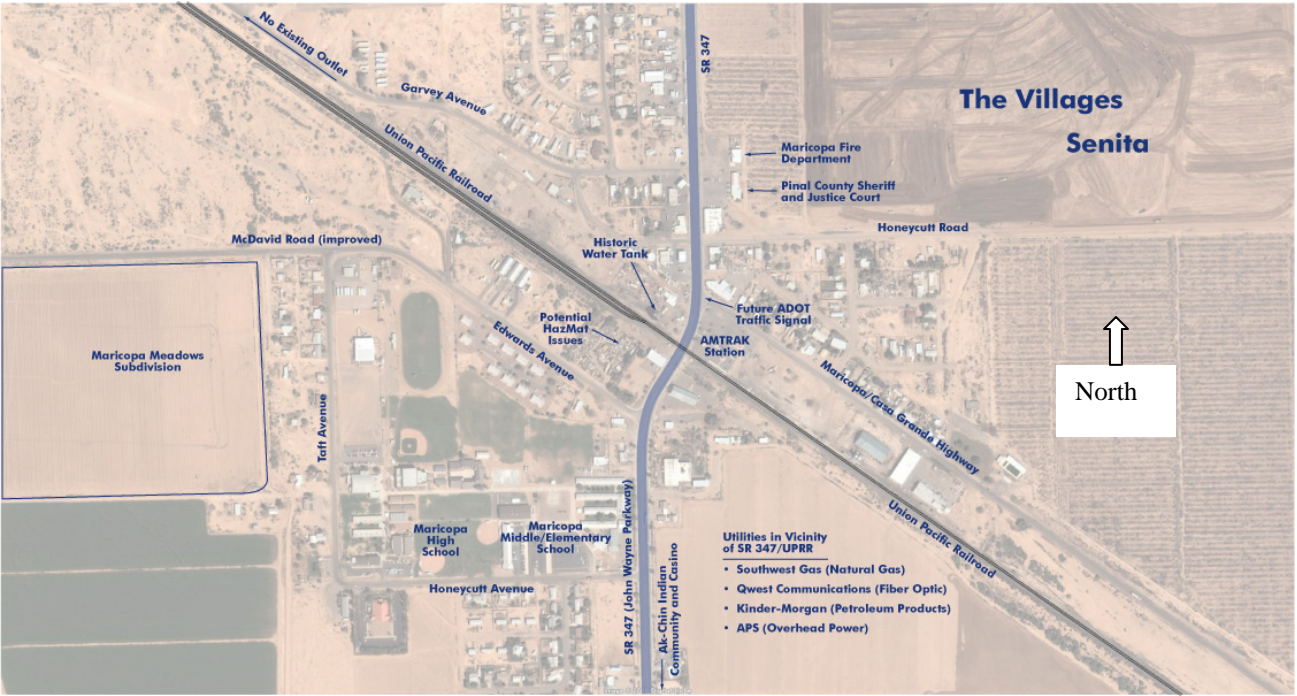 No Existing Outlet
Garvey Avenue
Union Pacific Railroad
SR 347
The Villages
Senita
Maricopa Fire
Department
Pinal County Sheriff
and Justice Court
Honeycutt Road
McDavid Road (improved)
Historic
Water Tank
Future ADOT
Traffic Signal
Potential
HazMat
Issues
AMTRAK
Station
Edwards Avenue
Maricopa Meadows
Subdivision
Maricopa/Casa Grande Highway
North
Taft Avenue
Maricopa
High
School
Maricopa
Middle/Elementary
School
Honeycutt Avenue
SR 347 (John Wayne Parkway)
Ak-Chin Indian
Community and Casino
Utilities in Vicinity
of SR 347/UPRR
• Southwest Gas (Natural Gas)
• Qwest Communications (Fiber Optic)
• Kinder-Morgan (Petroleum Products)
• APS (Overhead Power)
Union Pacific Railroad